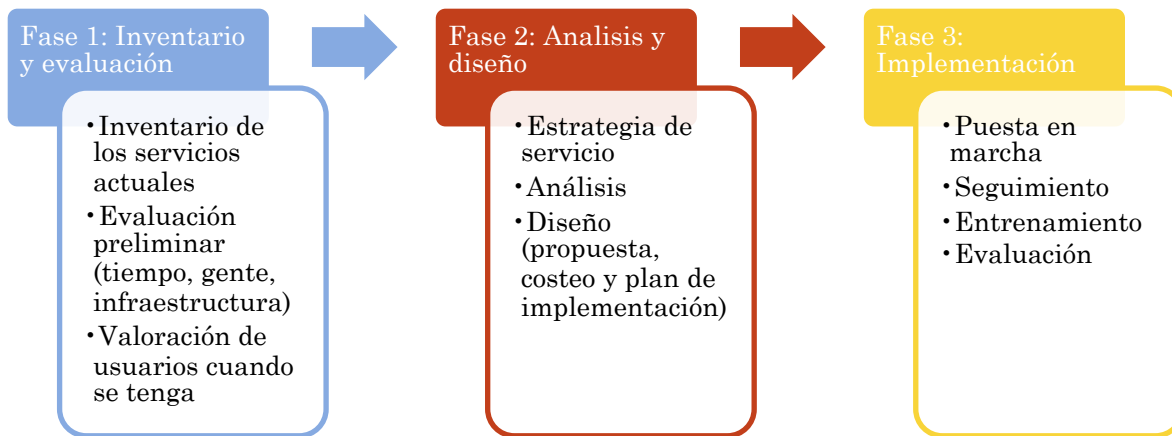 Fase 1: Inventario
y evaluación
• Inventario de
los servicios
actuales
• Evaluación
preliminar
(tiempo, gente,
infraestructura)
• Valoración de
usuarios cuando
se tenga
Fase 2: Analisis y
diseño
• Estrategia de
servicio
• Análisis
• Diseño
(propuesta,
costeo y plan de
implementación)
Fase 3:
Implementación
• Puesta en
marcha
• Seguimiento
• Entrenamiento
• Evaluación